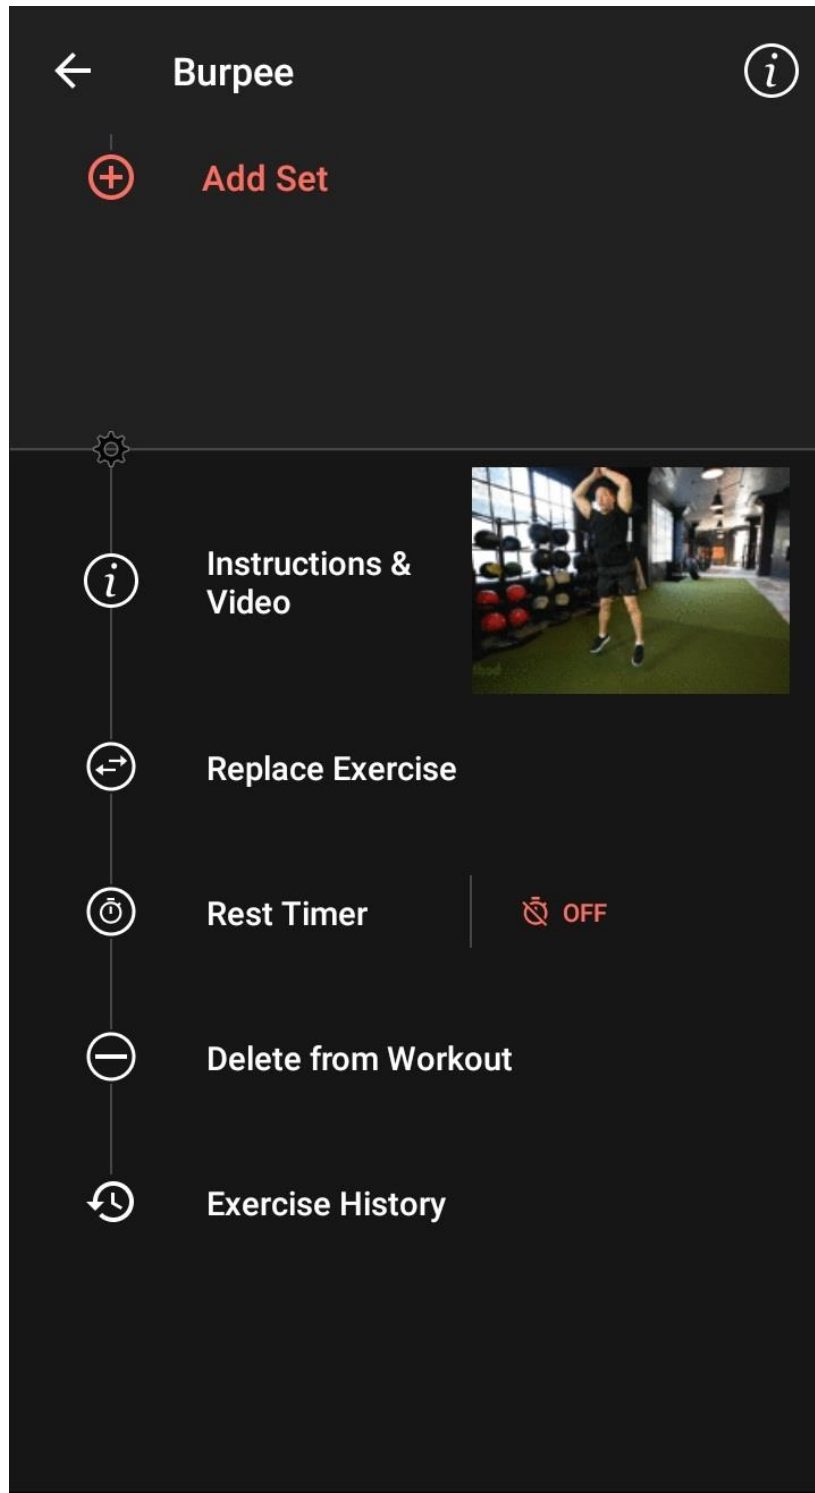 Burpee
Add Set
Instructions &
Video
Replace Exercise
Rest Timer
OFF
Delete from Workout
Exercise History